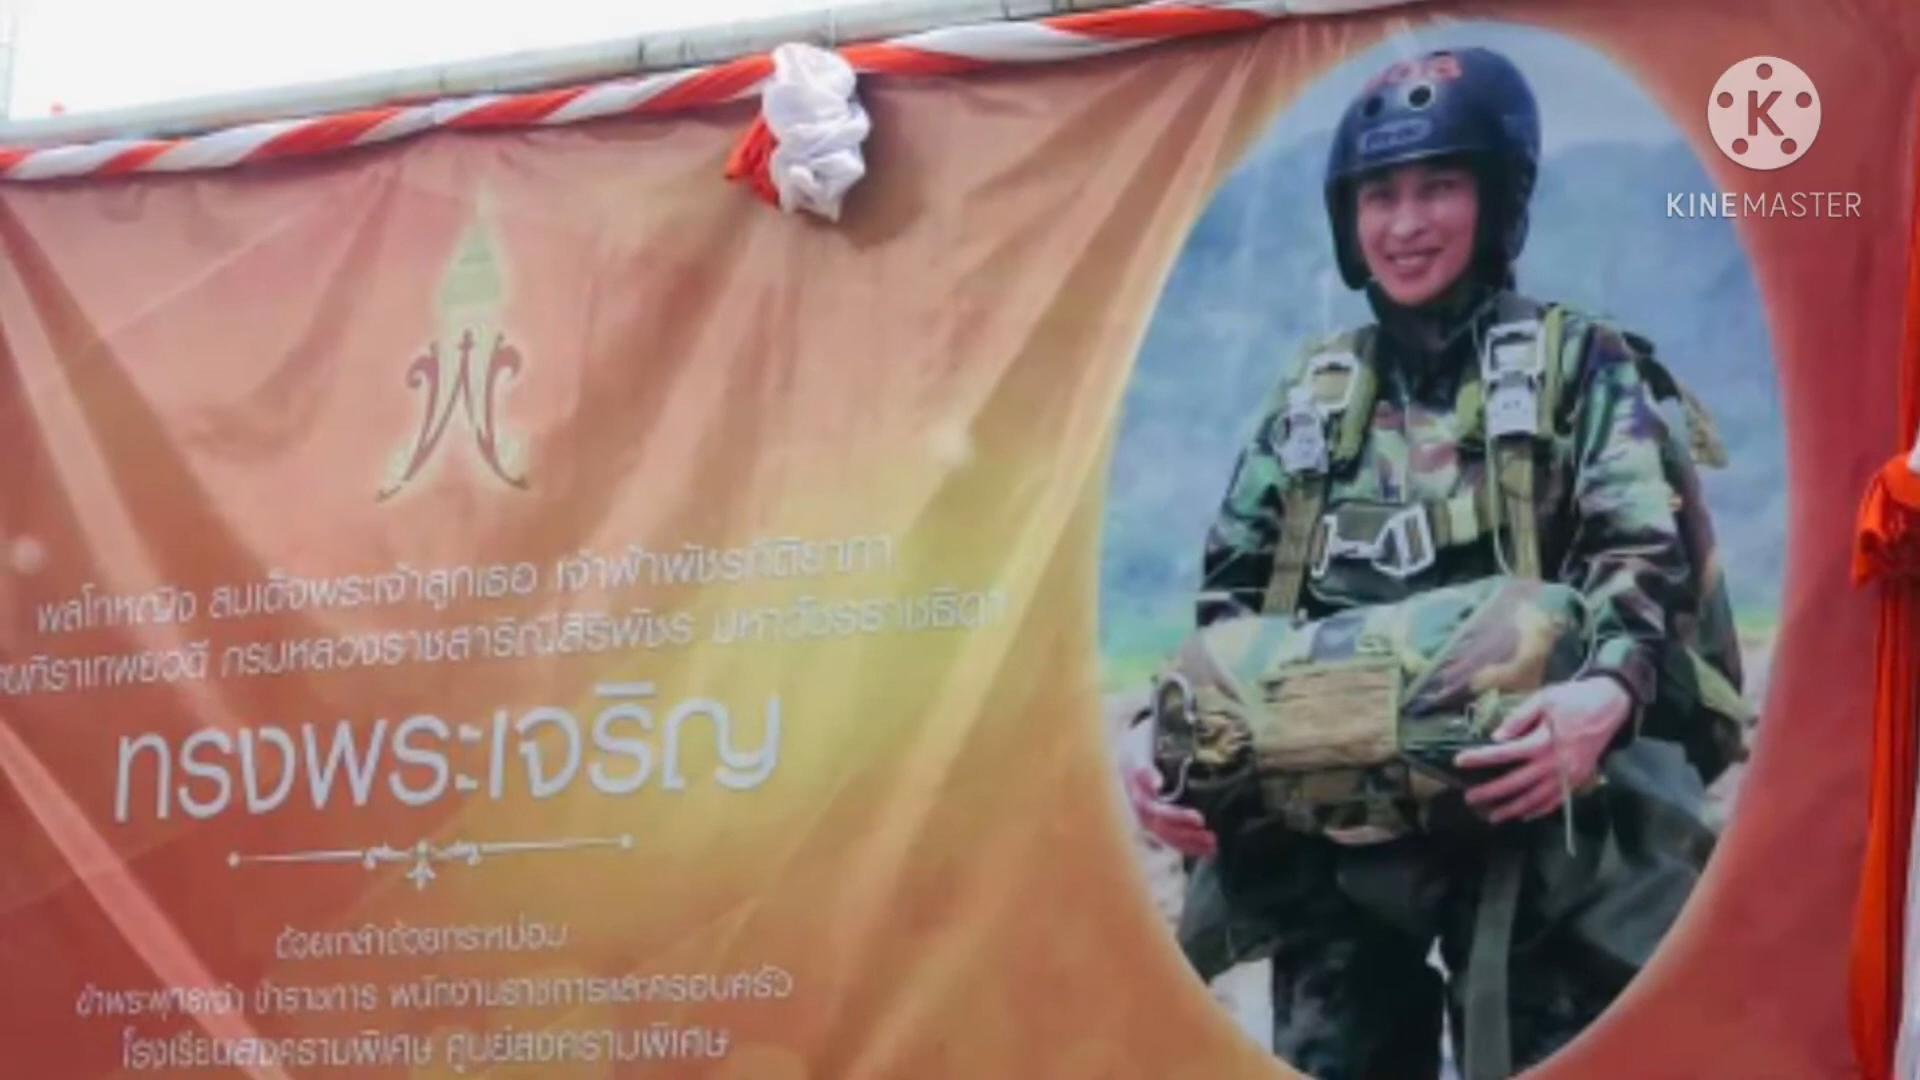 KINEMASTER
พลโทหญิง สมเด็จพระเจ้าลูกเธอ เจ้าฟ้าพัชรกิติยาภา
นเรนทิราเทพยวดี กรมหลวงราชสาริณีสิริพัชร มหาวัชรราชธิดา
ทรงพระเจริญ
ด้วยเกล้าด้วยกระหม่อม
ข้าพระพุทธเจ้า ข้าราชการ พนักงานราชการและครอบครัว
โรงเรียนสงครามพิเศษ ศูนย์สงครามพิเศษ